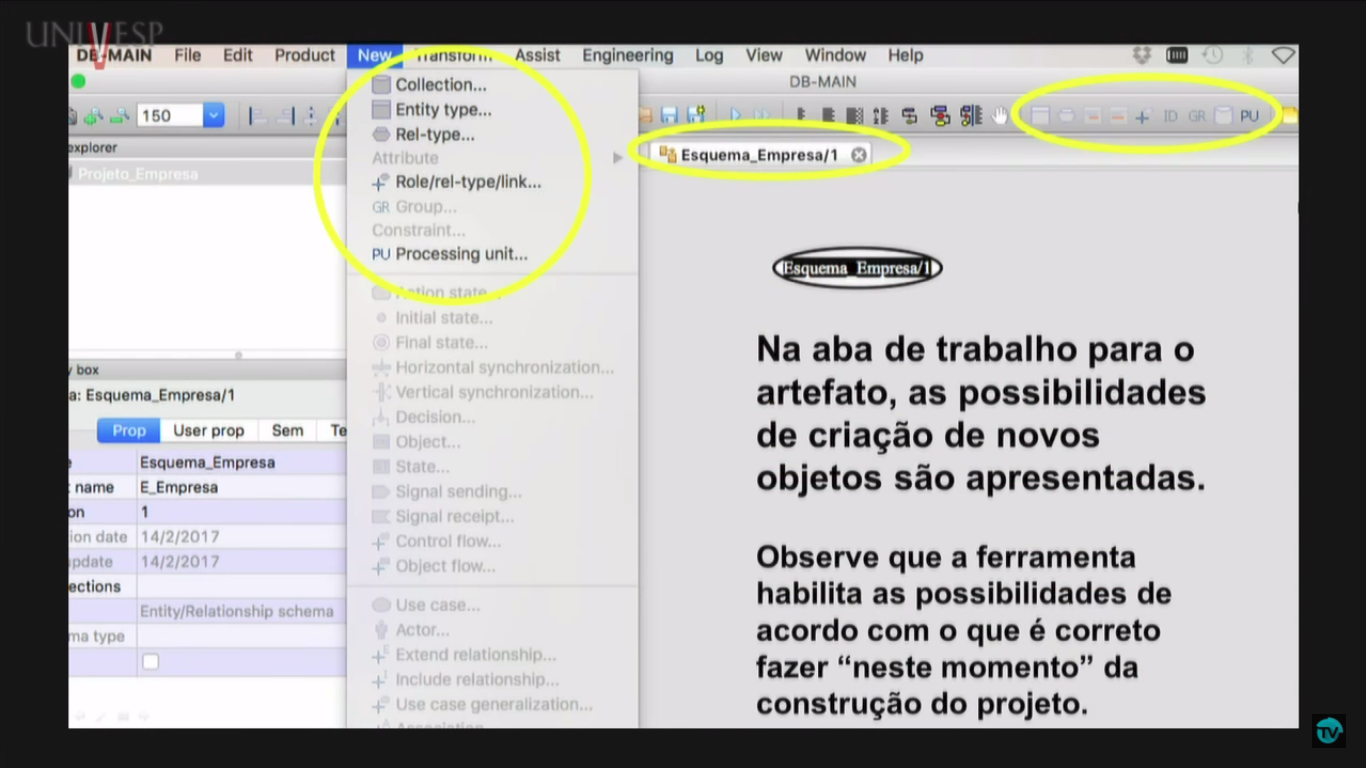 UNIVESP
DB-MAIN File Edit Product New Transform Assist Engineering Log View Window Help
DB-MAIN
150
ID GR PU
explorer
Projeto_Empresa
Collection...
Entity type...
Rel-type...
Attribute
Role/rel-type/link...
GR Group...
Constraint...
PU Processing unit...
Action state...
Initial state...
Final state...
Horizontal synchronization...
Vertical synchronization...
Decision...
Object...
State...
Signal sending...
Signal receipt...
Control flow...
Object flow...
Use case...
Actor...
Extend relationship...
Include relationship...
Use case generalization...
Association
Esquema_Empresa/1
Esquema_Empresa/1
Na aba de trabalho para o
artefato, as possibilidades
de criação de novos
objetos são apresentadas.
Observe que a ferramenta
habilita as possibilidades de
acordo com o que é correto
fazer “neste momento” da
construção do projeto.
y box
a: Esquema_Empresa/1
Prop User prop Sem Te
e Esquema_Empresa
t name E_Empresa
on 1
ion date 14/2/2017
update 14/2/2017
ections
Entity/Relationship schema
ma type
TV